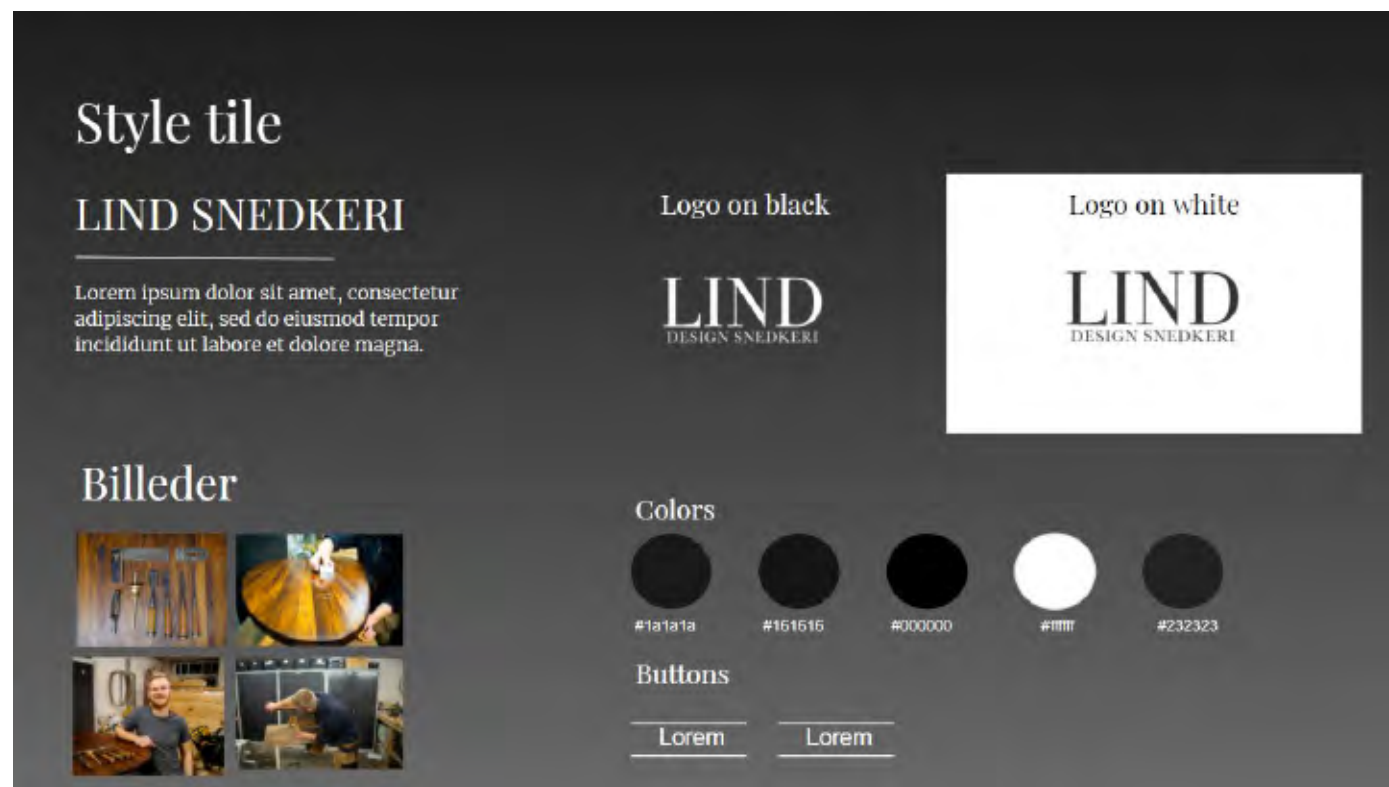 Style tile
LIND SNEDKERI
Lorem ipsum dolor sit amet, consectetur
adipiscing elit, sed do eiusmod tempor
incididunt ut labore et dolore magna.
Logo on black
LIND
DESIGN SNEDKERI
Logo on white
LIND
DESIGN SNEDKERI
Billeder
Colors
#1a1a1a
#161616
#000000
#ffffff
#232323
Buttons
Lorem
Lorem